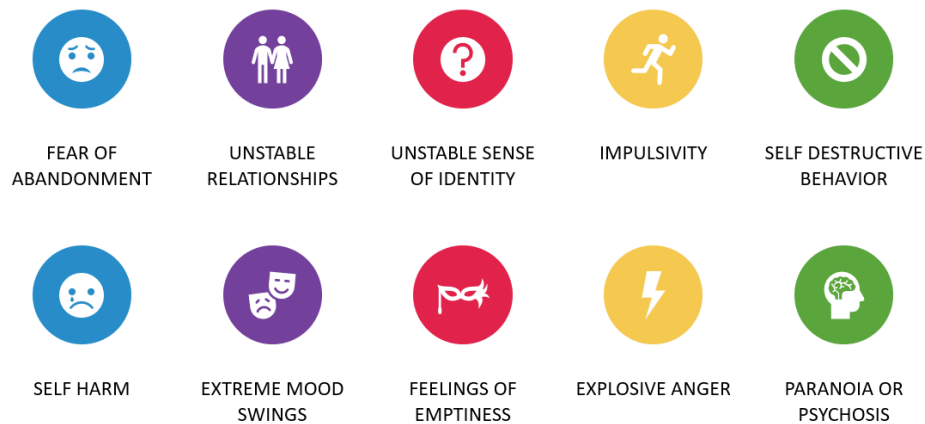 FEAR OF
ABANDONMENT
UNSTABLE
RELATIONSHIPS
UNSTABLE SENSE
OF IDENTITY
IMPULSIVITY
SELF DESTRUCTIVE
BEHAVIOR
SELF HARM
EXTREME MOOD
SWINGS
FEELINGS OF
EMPTINESS
EXPLOSIVE ANGER
PARANOIA OR
PSYCHOSIS